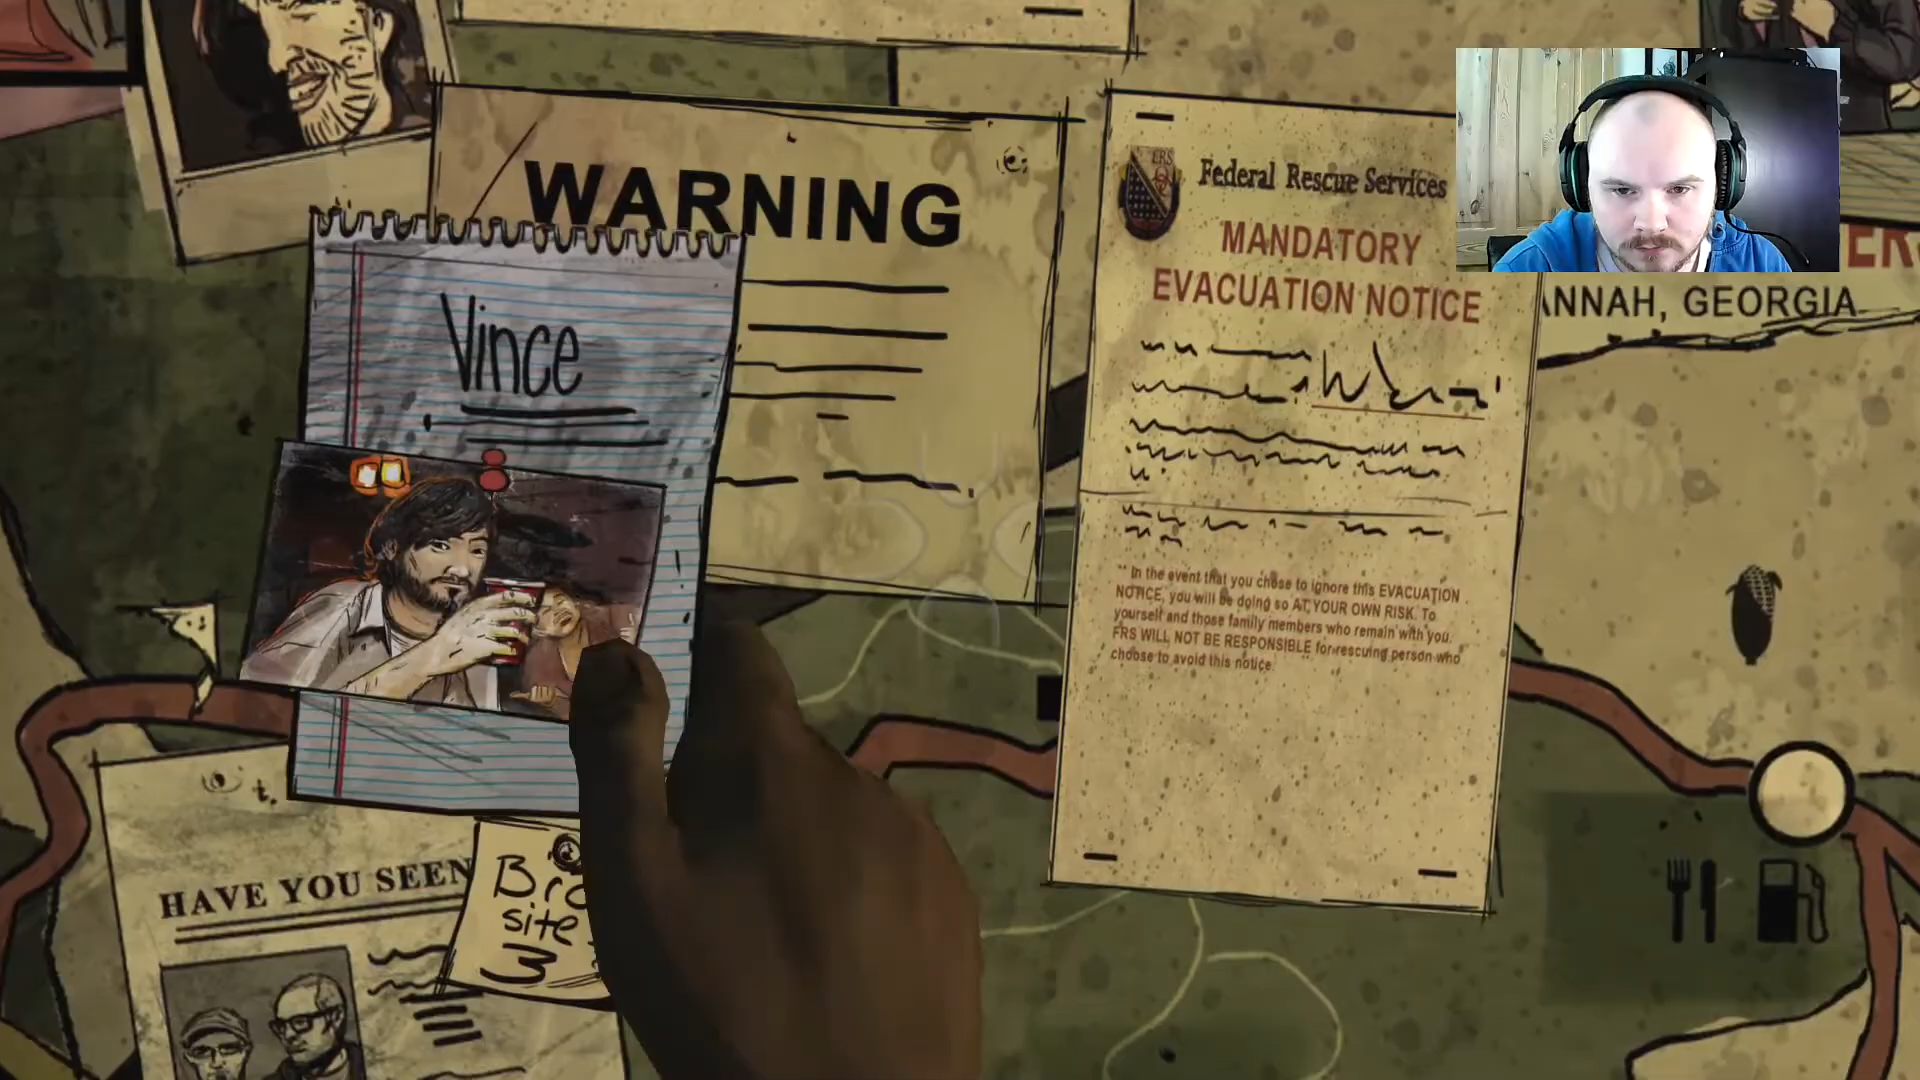 WARNING
Vince
FRS
Federal Rescue Services
MANDATORY
EVACUATION NOTICE
** In the event that you chose to ignore this EVACUATION
NOTICE, you will be doing so AT YOUR OWN RISK. To
yourself and those family members who remain with you.
FRS WILL NOT BE RESPONSIBLE for rescuing person who
choose to avoid this notice.
ANNAH, GEORGIA
HAVE YOU SEEN
site
3